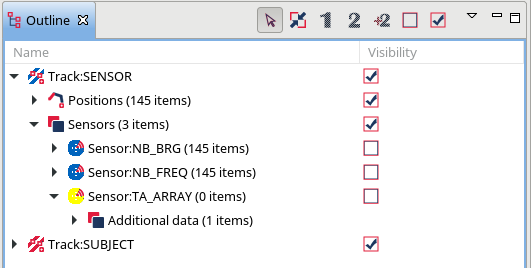 Outline
1 2 +2
Name Visibility
Track:SENSOR
Positions (145 items)
Sensors (3 items)
Sensor:NB_BRG (145 items)
Sensor:NB_FREQ (145 items)
Sensor:TA_ARRAY (0 items)
Additional data (1 items)
Track:SUBJECT